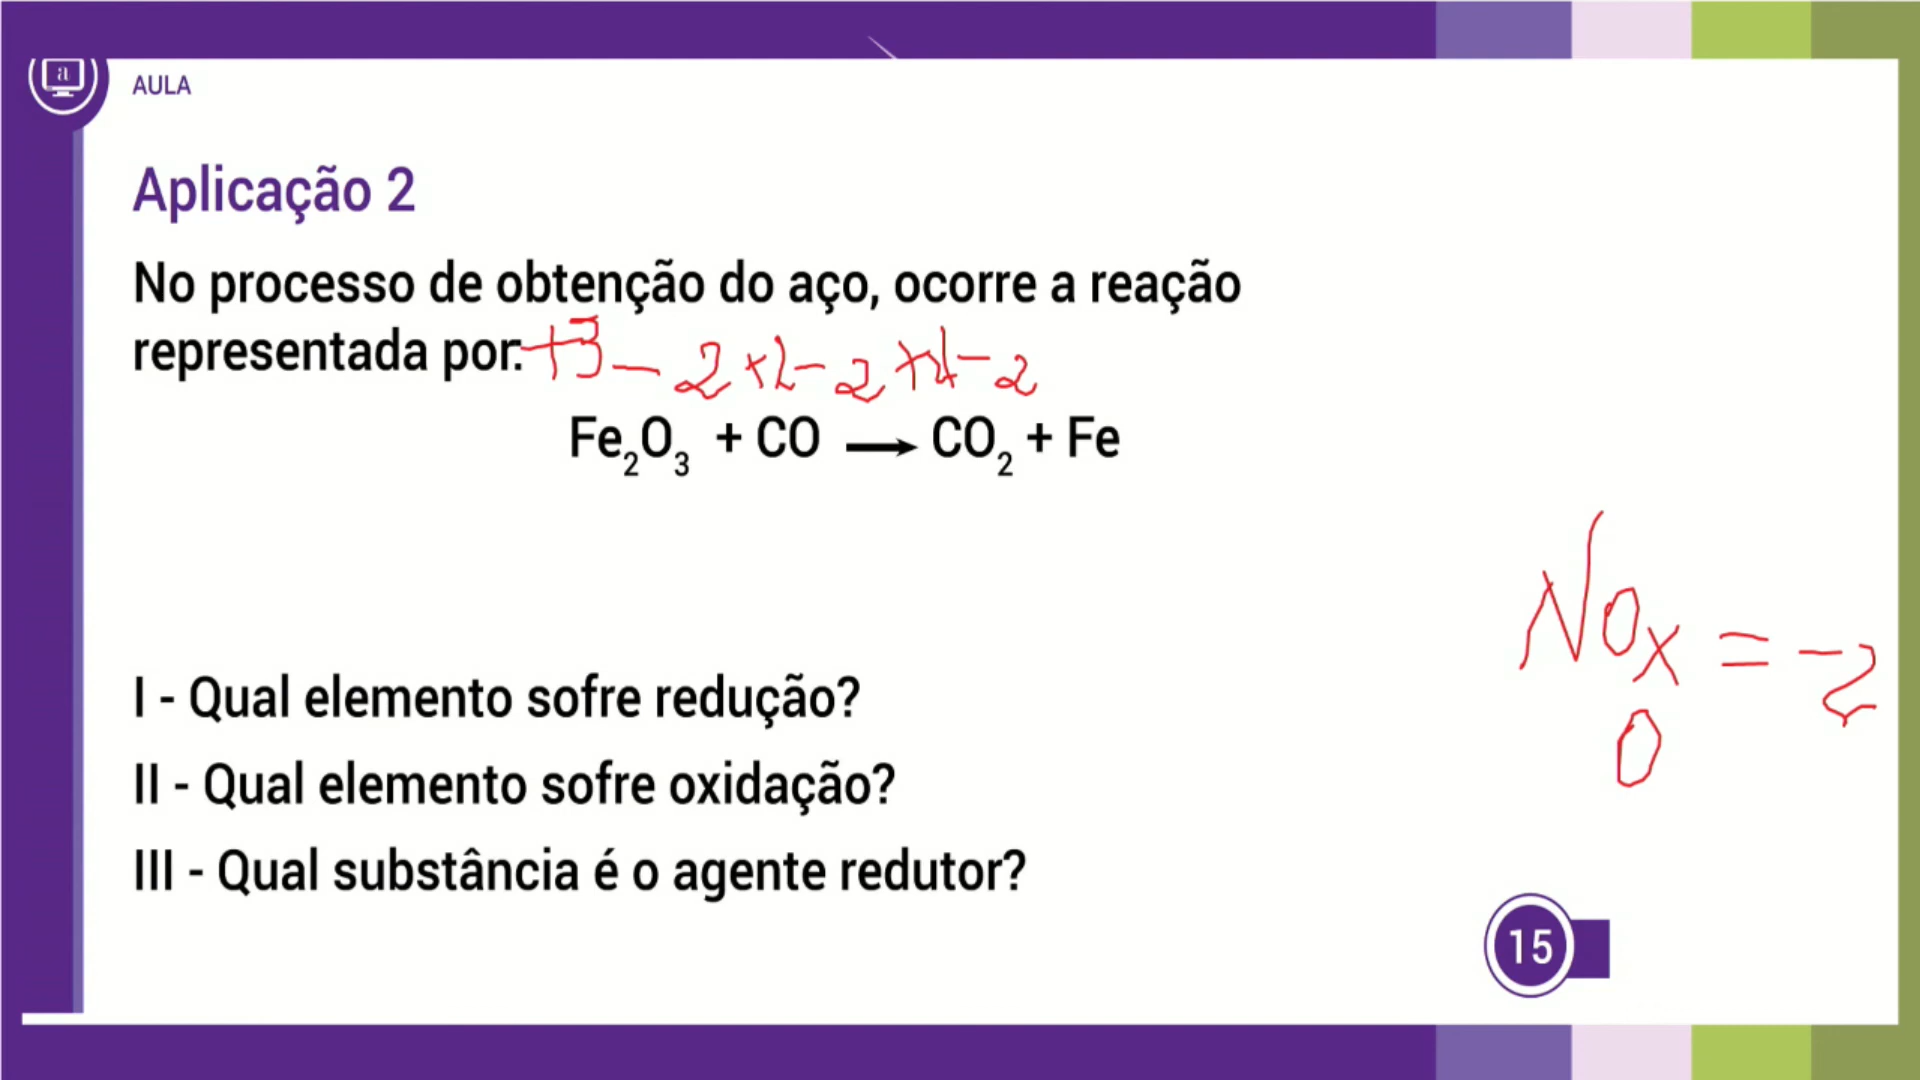 a
AULA
Aplicação 2
No processo de obtenção do aço, ocorre a reação
representada por:
+3 - 2 +2 - 2 +4 - 2
Fe₂O₃ + CO → CO₂ + Fe
Nox = -2
O
I - Qual elemento sofre redução?
II - Qual elemento sofre oxidação?
III - Qual substância é o agente redutor?
15